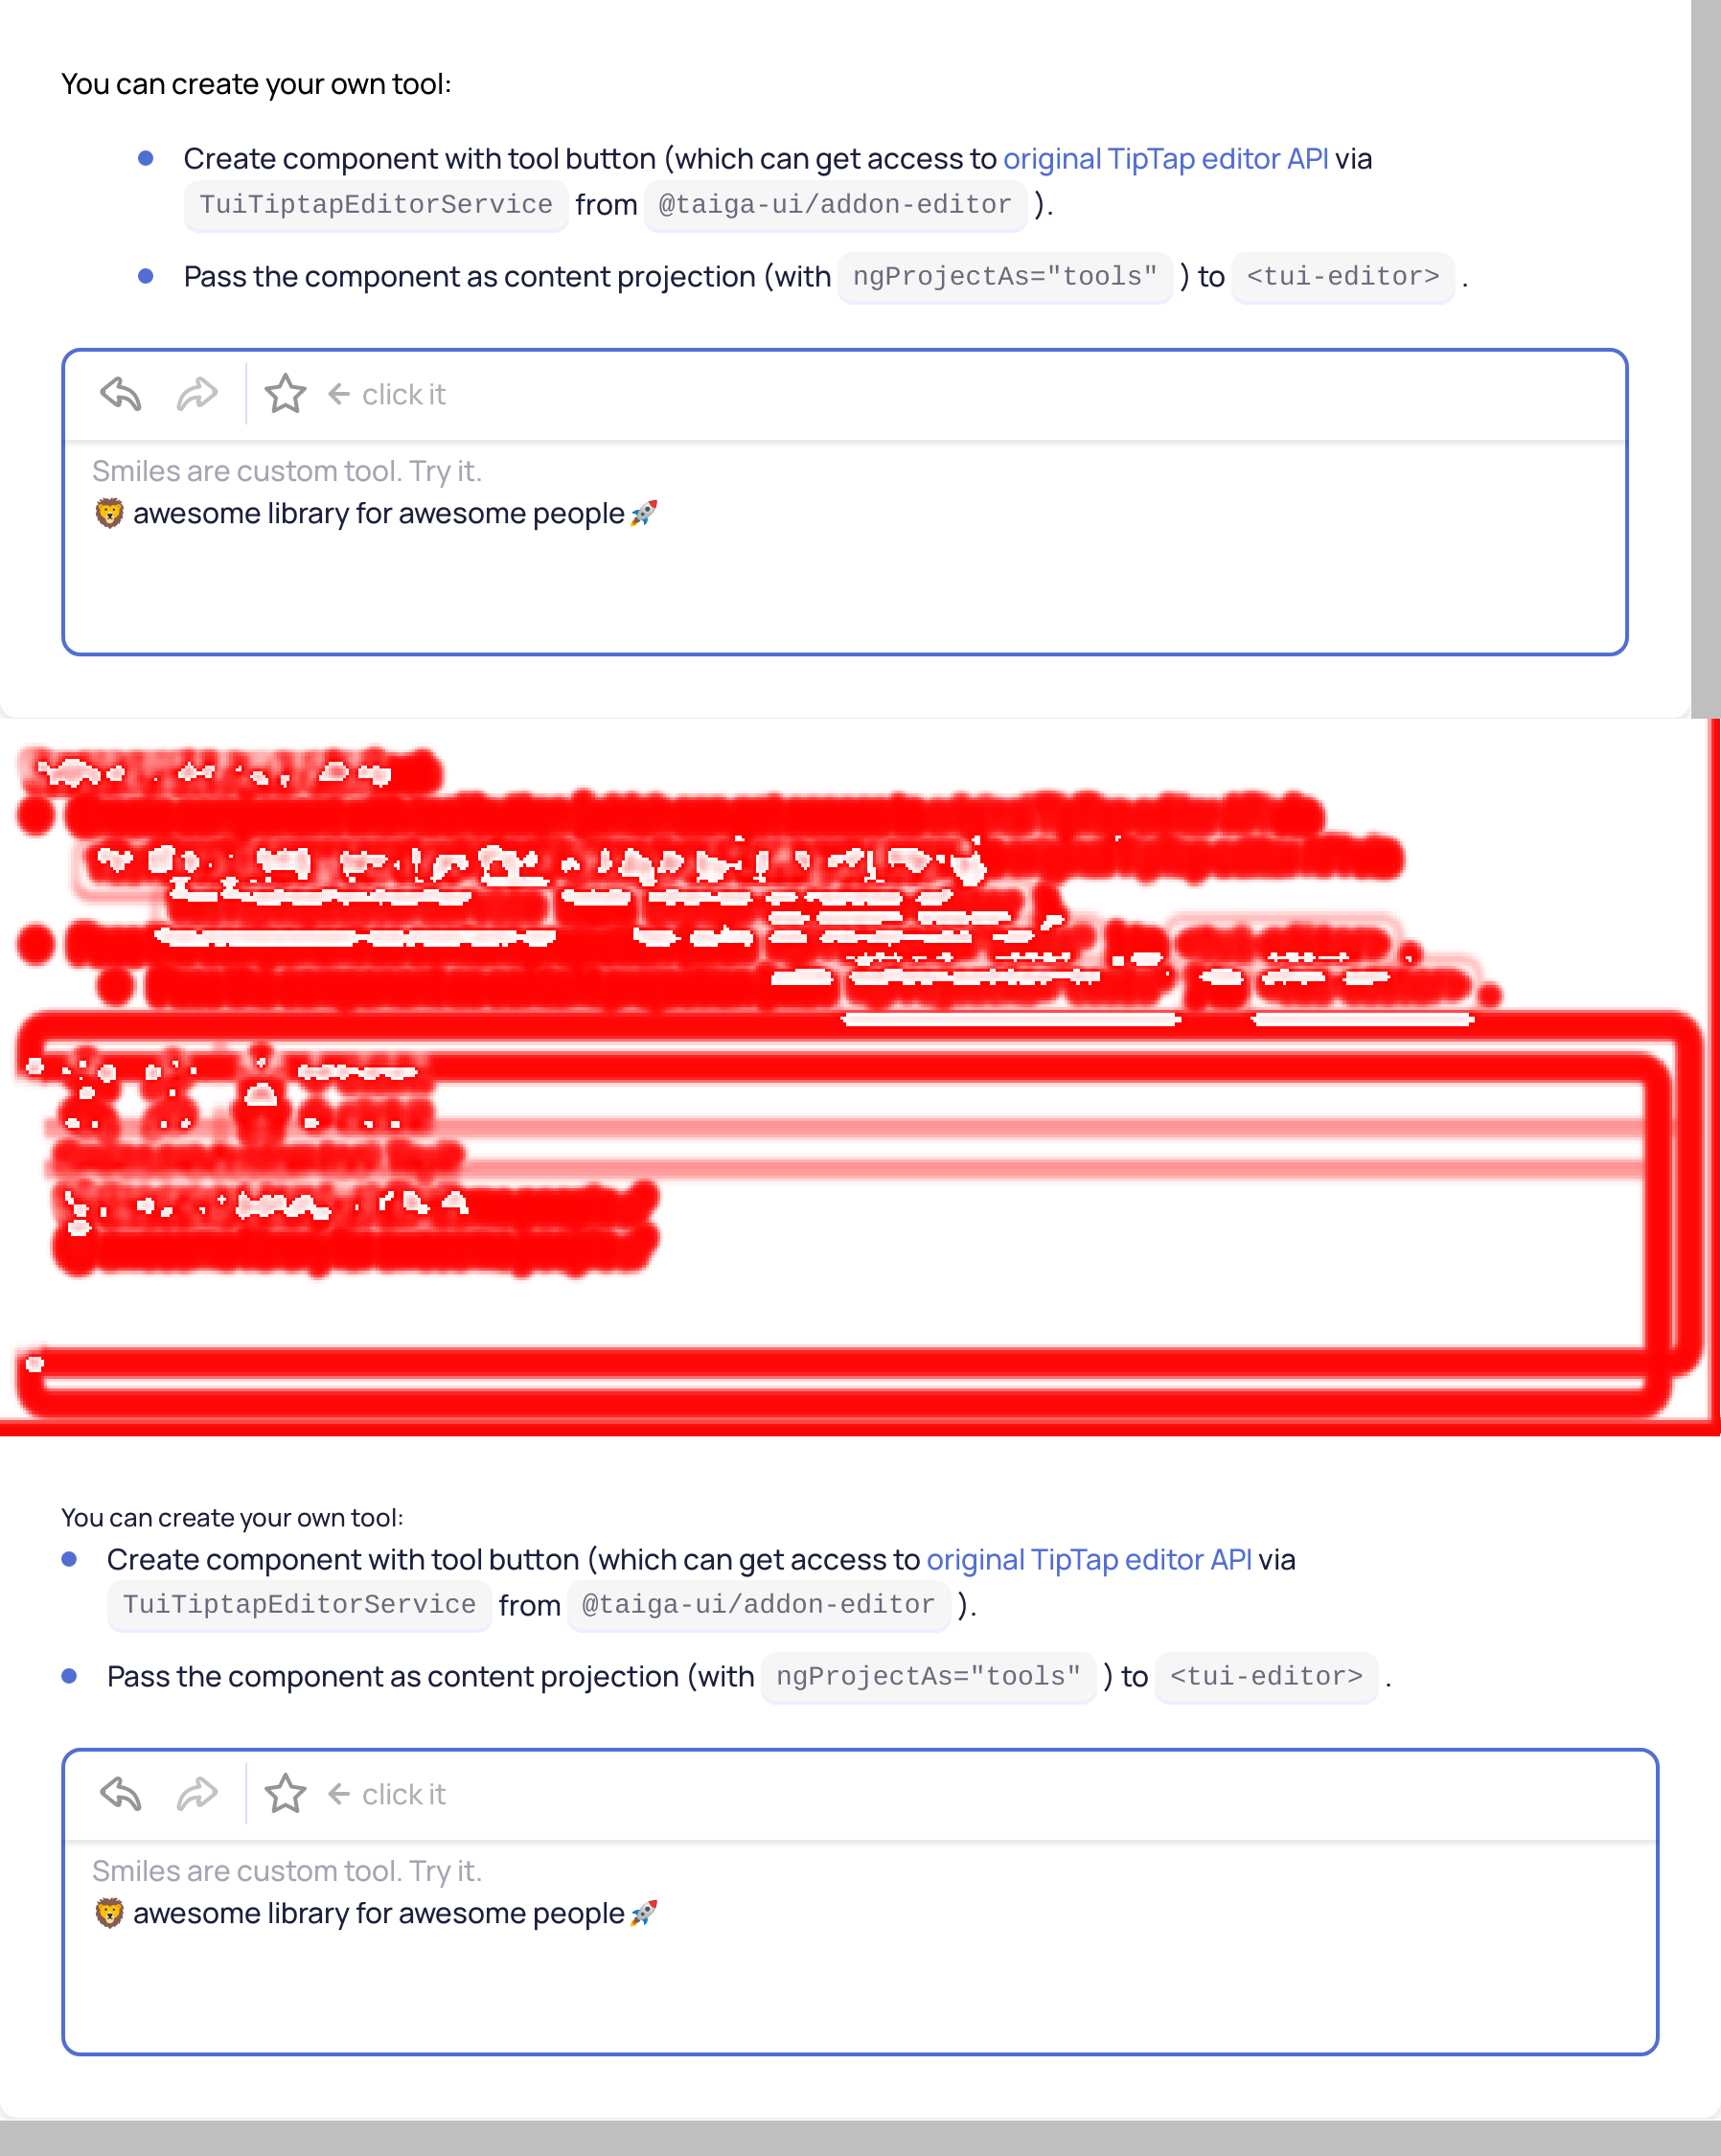 You can create your own tool:
Create component with tool button (which can get access to original TipTap editor API via
TuiTiptapEditorService from @taiga-ui/addon-editor ).
Pass the component as content projection (with ngProjectAs="tools" ) to <tui-editor> .
← click it
Smiles are custom tool. Try it.
🦁 awesome library for awesome people🚀
You can create your own tool:
Create component with tool button (which can get access to original TipTap editor API via
TuiTiptapEditorService from @taiga-ui/addon-editor ).
Pass the component as content projection (with ngProjectAs="tools" ) to <tui-editor> .
← click it
Smiles are custom tool. Try it.
🦁 awesome library for awesome people🚀